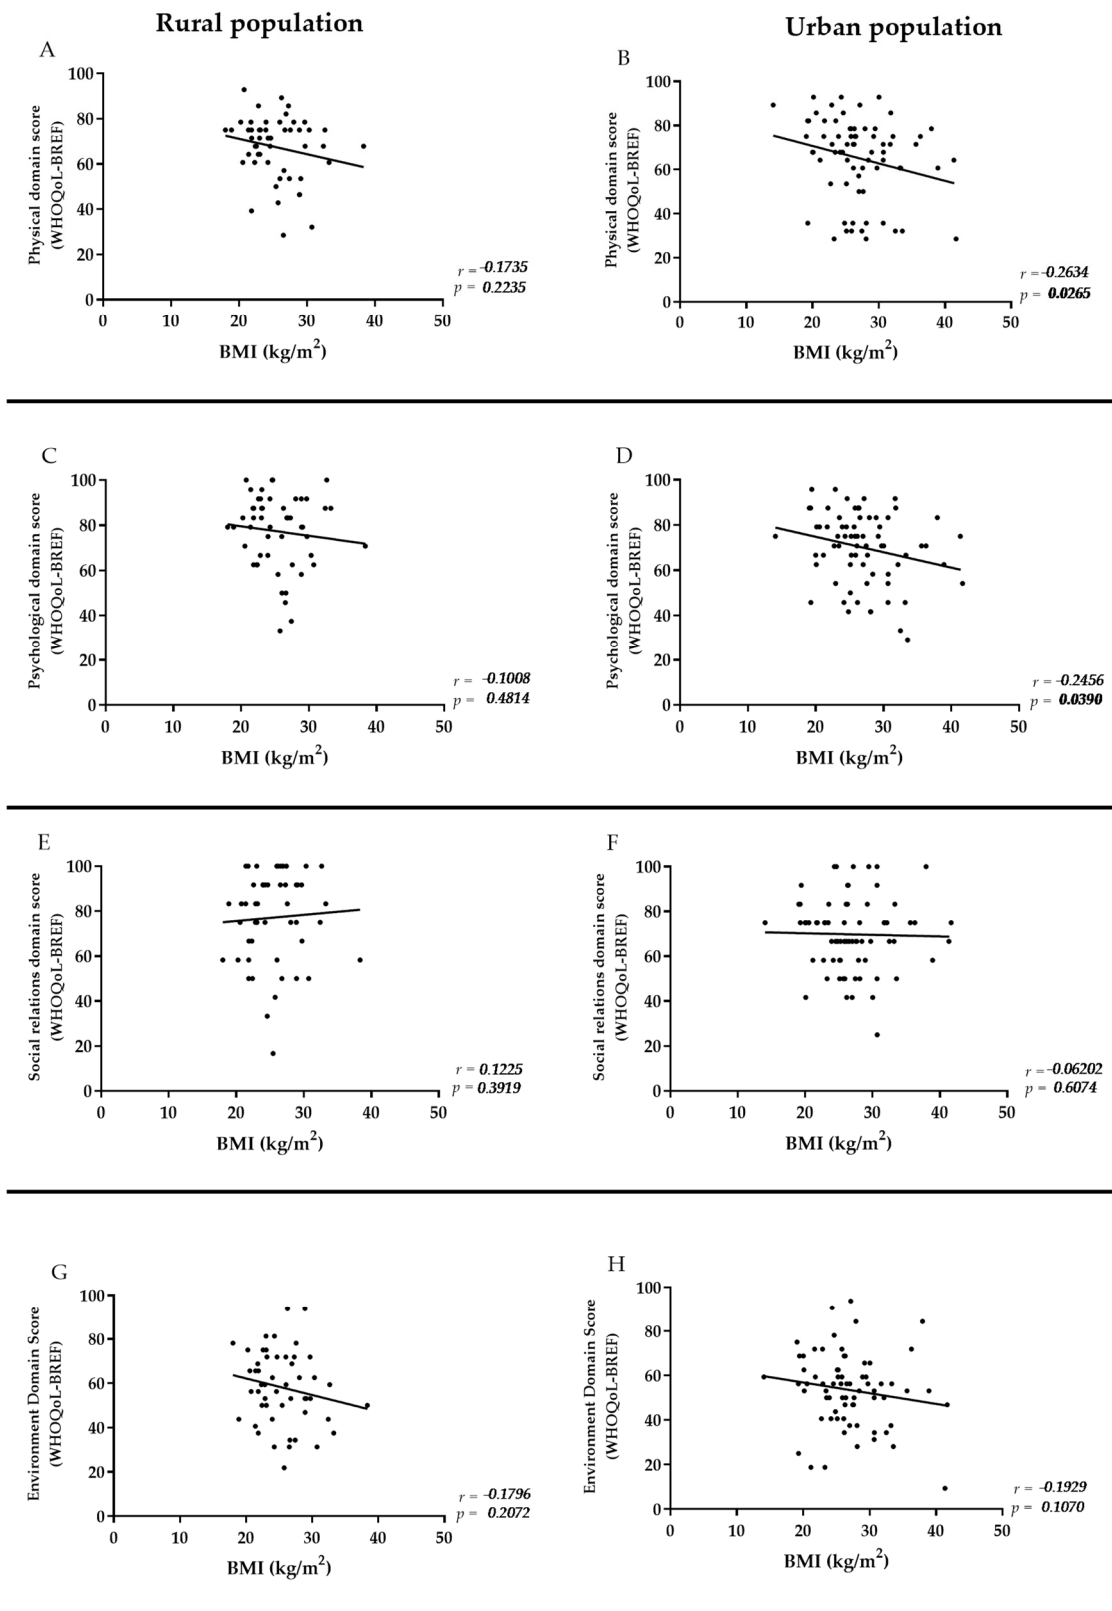 Rural population
Urban population
A
Physical domain score
(WHOQoL-BREF)
100
80
60
40
20
0
0 10 20 30 40 50
BMI (kg/m²)
r = -0.1735
p = 0.2235
B
Physical domain score
(WHOQoL-BREF)
100
80
60
40
20
0
0 10 20 30 40 50
BMI (kg/m²)
r = -0.2634
p = 0.0265
C
Psychological domain score
(WHOQoL-BREF)
100
80
60
40
20
0
0 10 20 30 40 50
BMI (kg/m²)
r = -0.1008
p = 0.4814
D
Psychological domain score
(WHOQoL-BREF)
100
80
60
40
20
0
0 10 20 30 40 50
BMI (kg/m²)
r = -0.2456
p = 0.0390
E
Social relations domain score
(WHOQoL-BREF)
100
80
60
40
20
0
0 10 20 30 40 50
BMI (kg/m²)
r = 0.1225
p = 0.3919
F
Social relations domain score
(WHOQoL-BREF)
100
80
60
40
20
0
0 10 20 30 40 50
BMI (kg/m²)
r = -0.06202
p = 0.6074
G
Environment Domain Score
(WHOQoL-BREF)
100
80
60
40
20
0
0 10 20 30 40 50
BMI (kg/m²)
r = -0.1796
p = 0.2072
H
Environment Domain Score
(WHOQoL-BREF)
100
80
60
40
20
0
0 10 20 30 40 50
BMI (kg/m²)
r = -0.1929
p = 0.1070